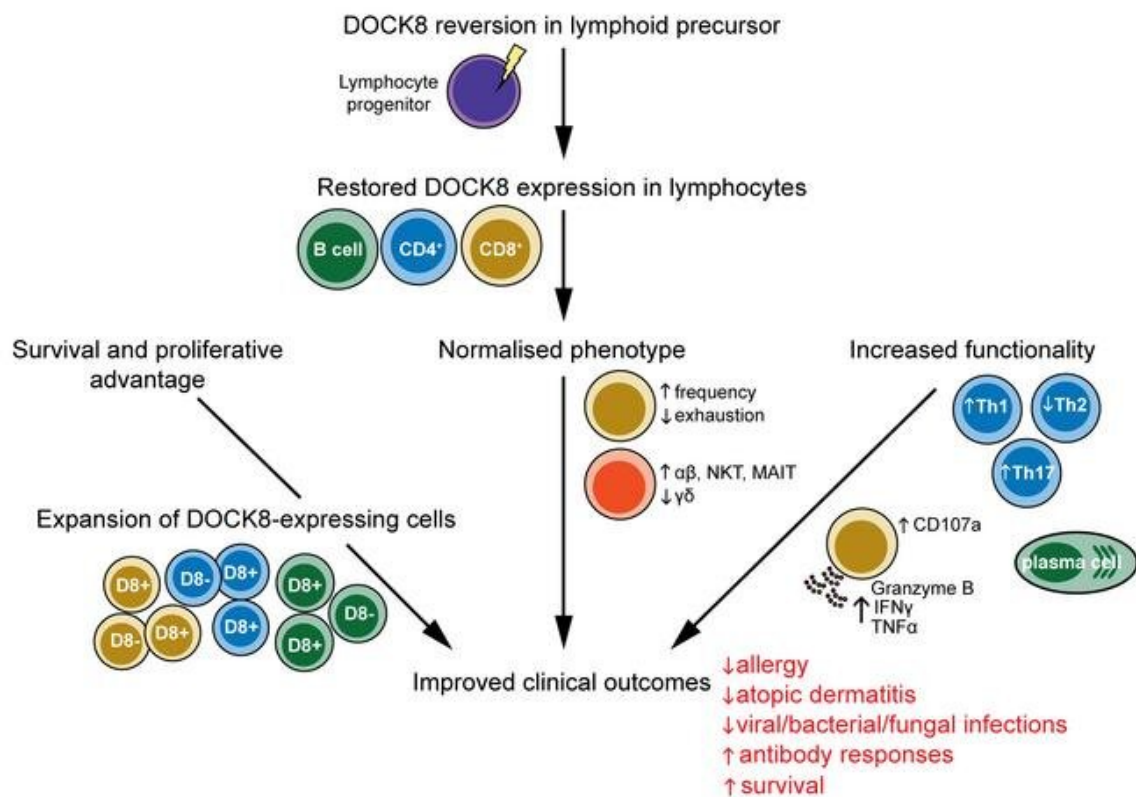 DOCK8 reversion in lymphoid precursor
Lymphocyte
progenitor
Restored DOCK8 expression in lymphocytes
B cell
CD4⁺
CD8⁺
Survival and proliferative
advantage
Normalised phenotype
Increased functionality
↑ frequency
↓ exhaustion
↑ αβ, NKT, MAIT
↓ γδ
↑Th1
↓Th2
↑Th17
Expansion of DOCK8-expressing cells
D8+
D8-
D8+
D8+
D8-
D8-
D8+
D8+
D8+
↑ CD107a
plasma cell
Granzyme B
↑ IFNγ
TNFα
Improved clinical outcomes
↓allergy
↓atopic dermatitis
↓viral/bacterial/fungal infections
↑ antibody responses
↑ survival